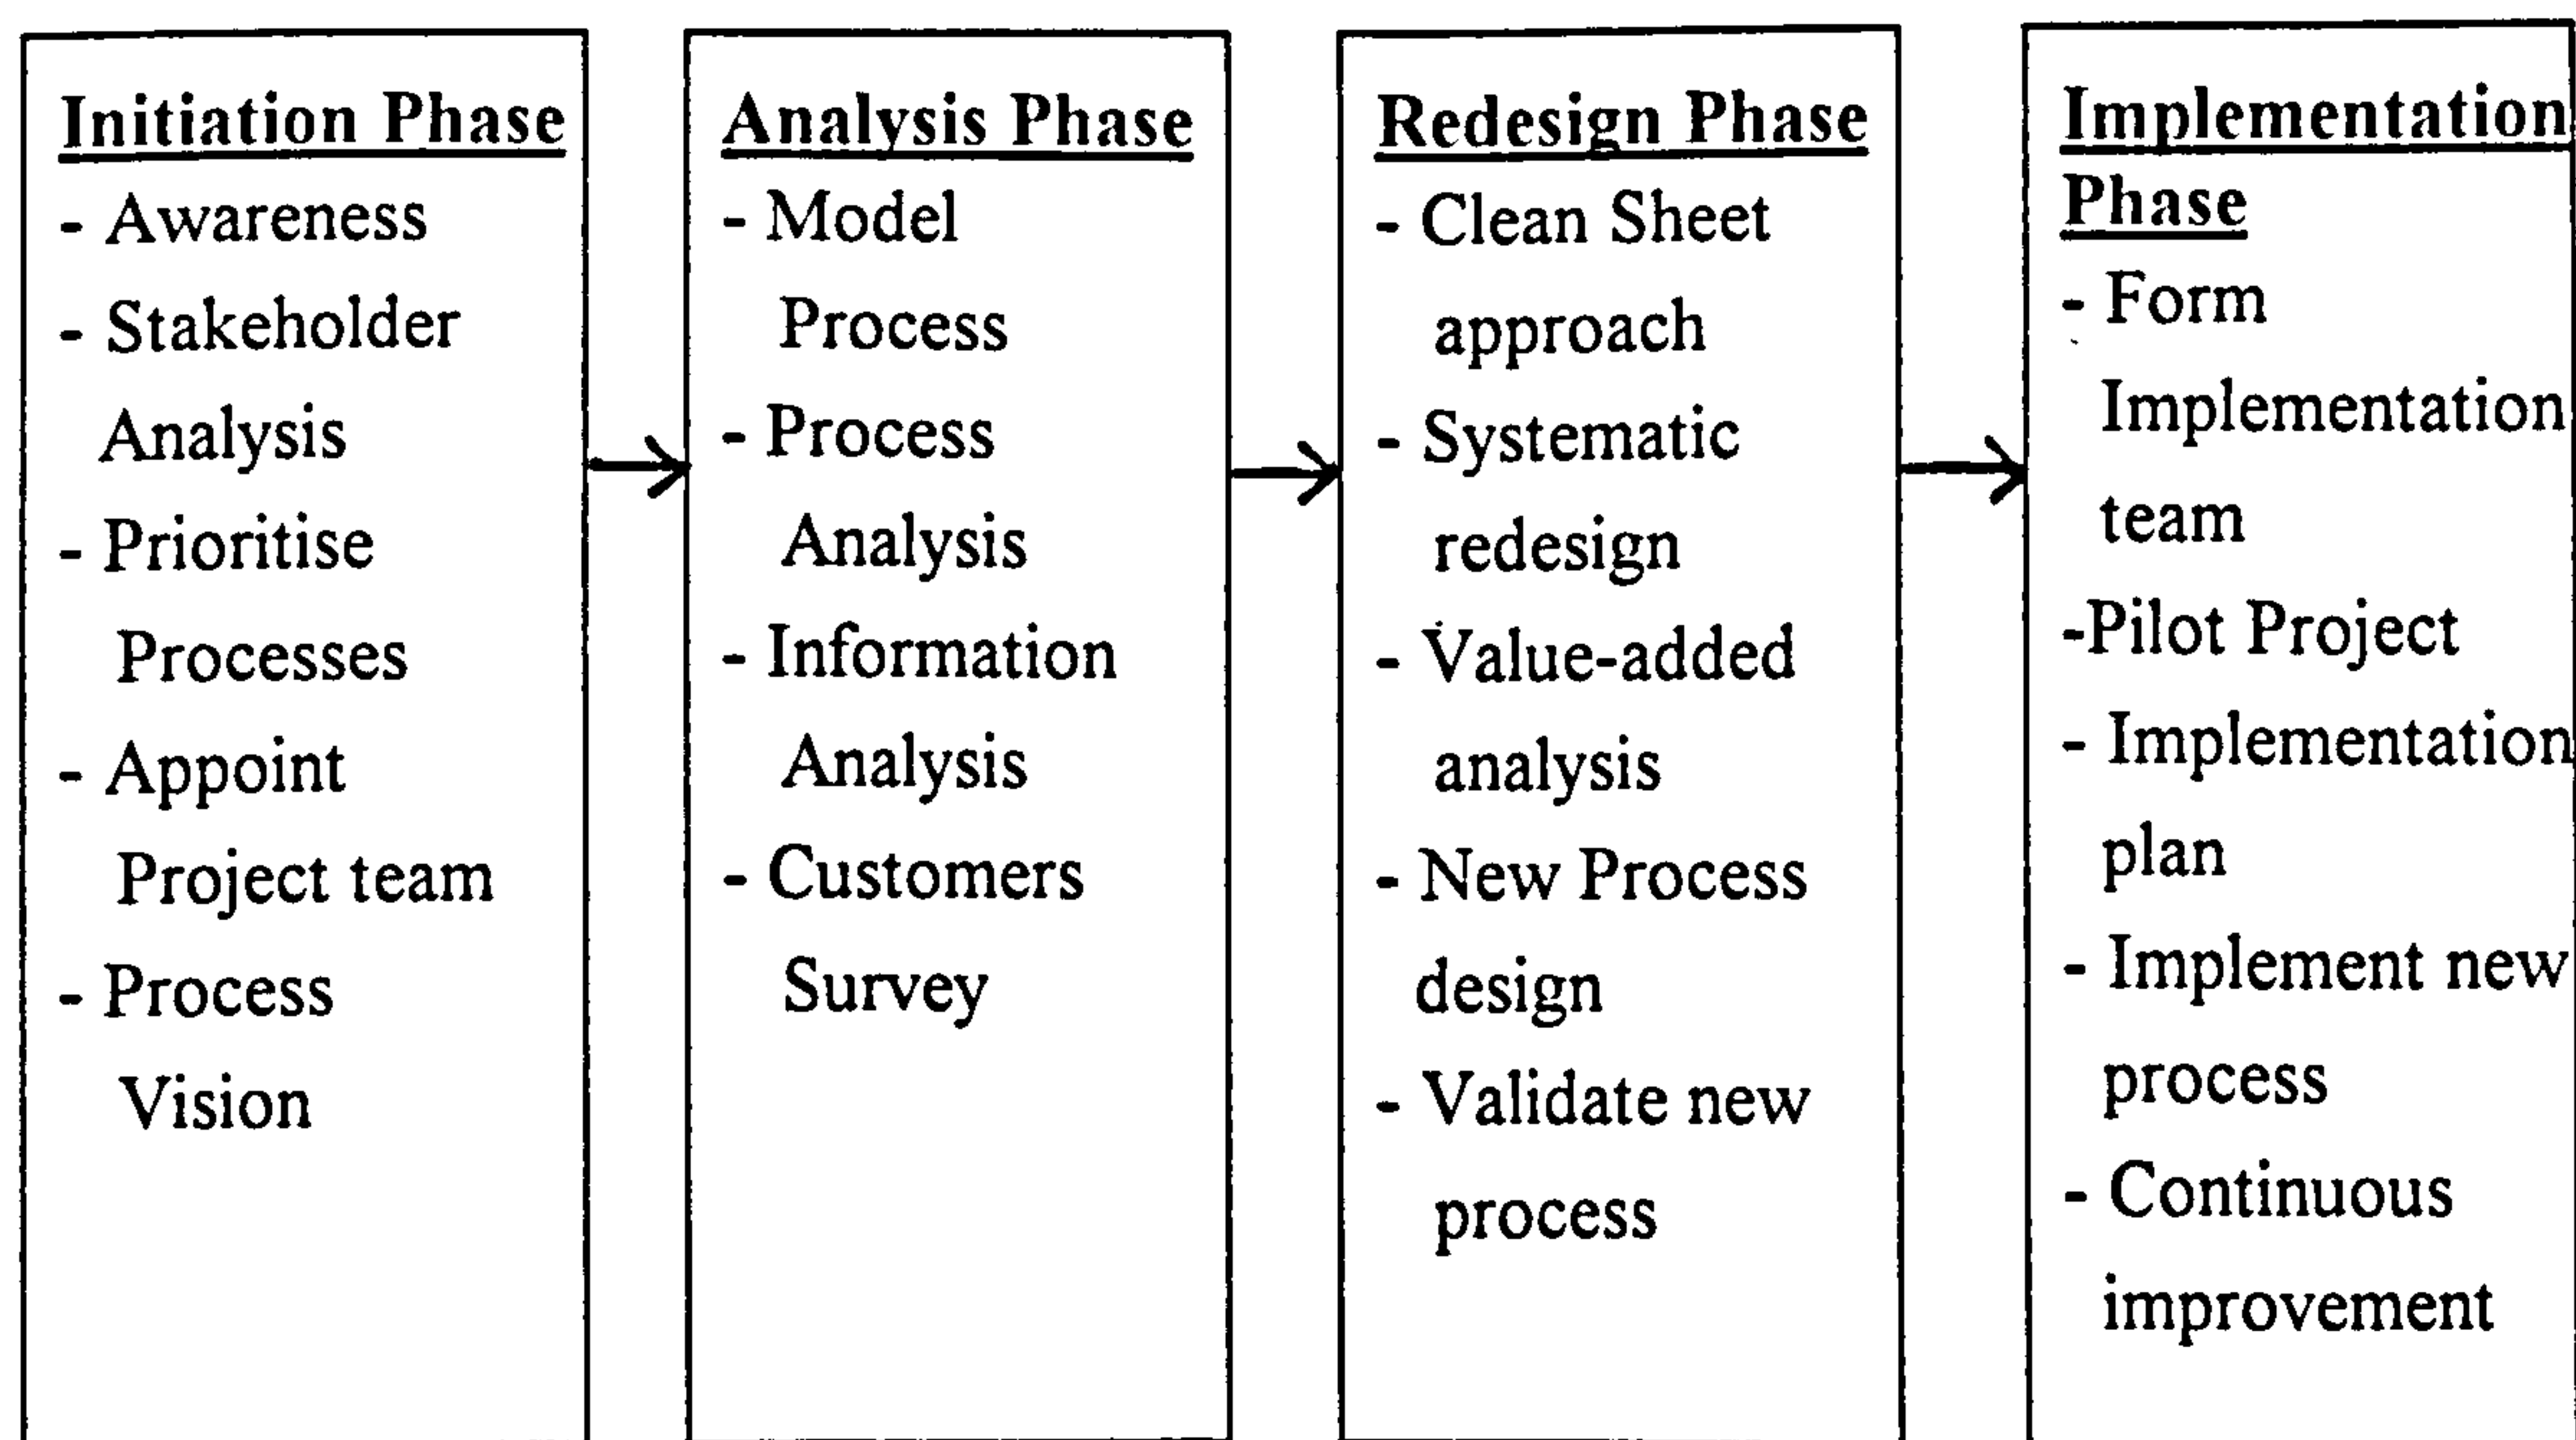 Initiation Phase
- Awareness
- Stakeholder
Analysis
- Prioritise
Processes
- Appoint
Project team
- Process
Vision
Analysis Phase
- Model
Process
- Process
Analysis
- Information
Analysis
- Customers
Survey
Redesign Phase
- Clean Sheet
approach
- Systematic
redesign
- Value-added
analysis
- New Process
design
- Validate new
process
Implementation
Phase
- Form
Implementation
team
-Pilot Project
- Implementation
plan
- Implement new
process
- Continuous
improvement